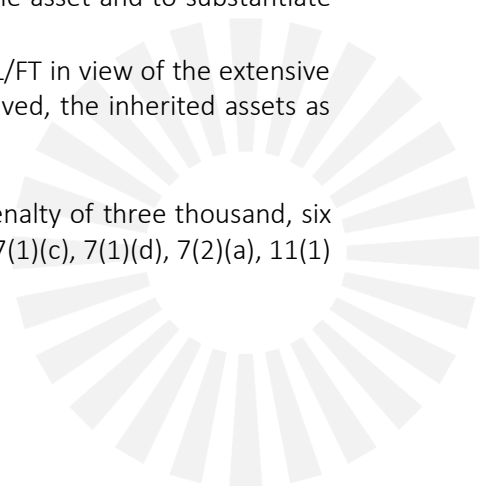 he asset and to substantiate
L/FT in view of the extensive
ved, the inherited assets as
enalty of three thousand, six
7(1)(c), 7(1)(d), 7(2)(a), 11(1)